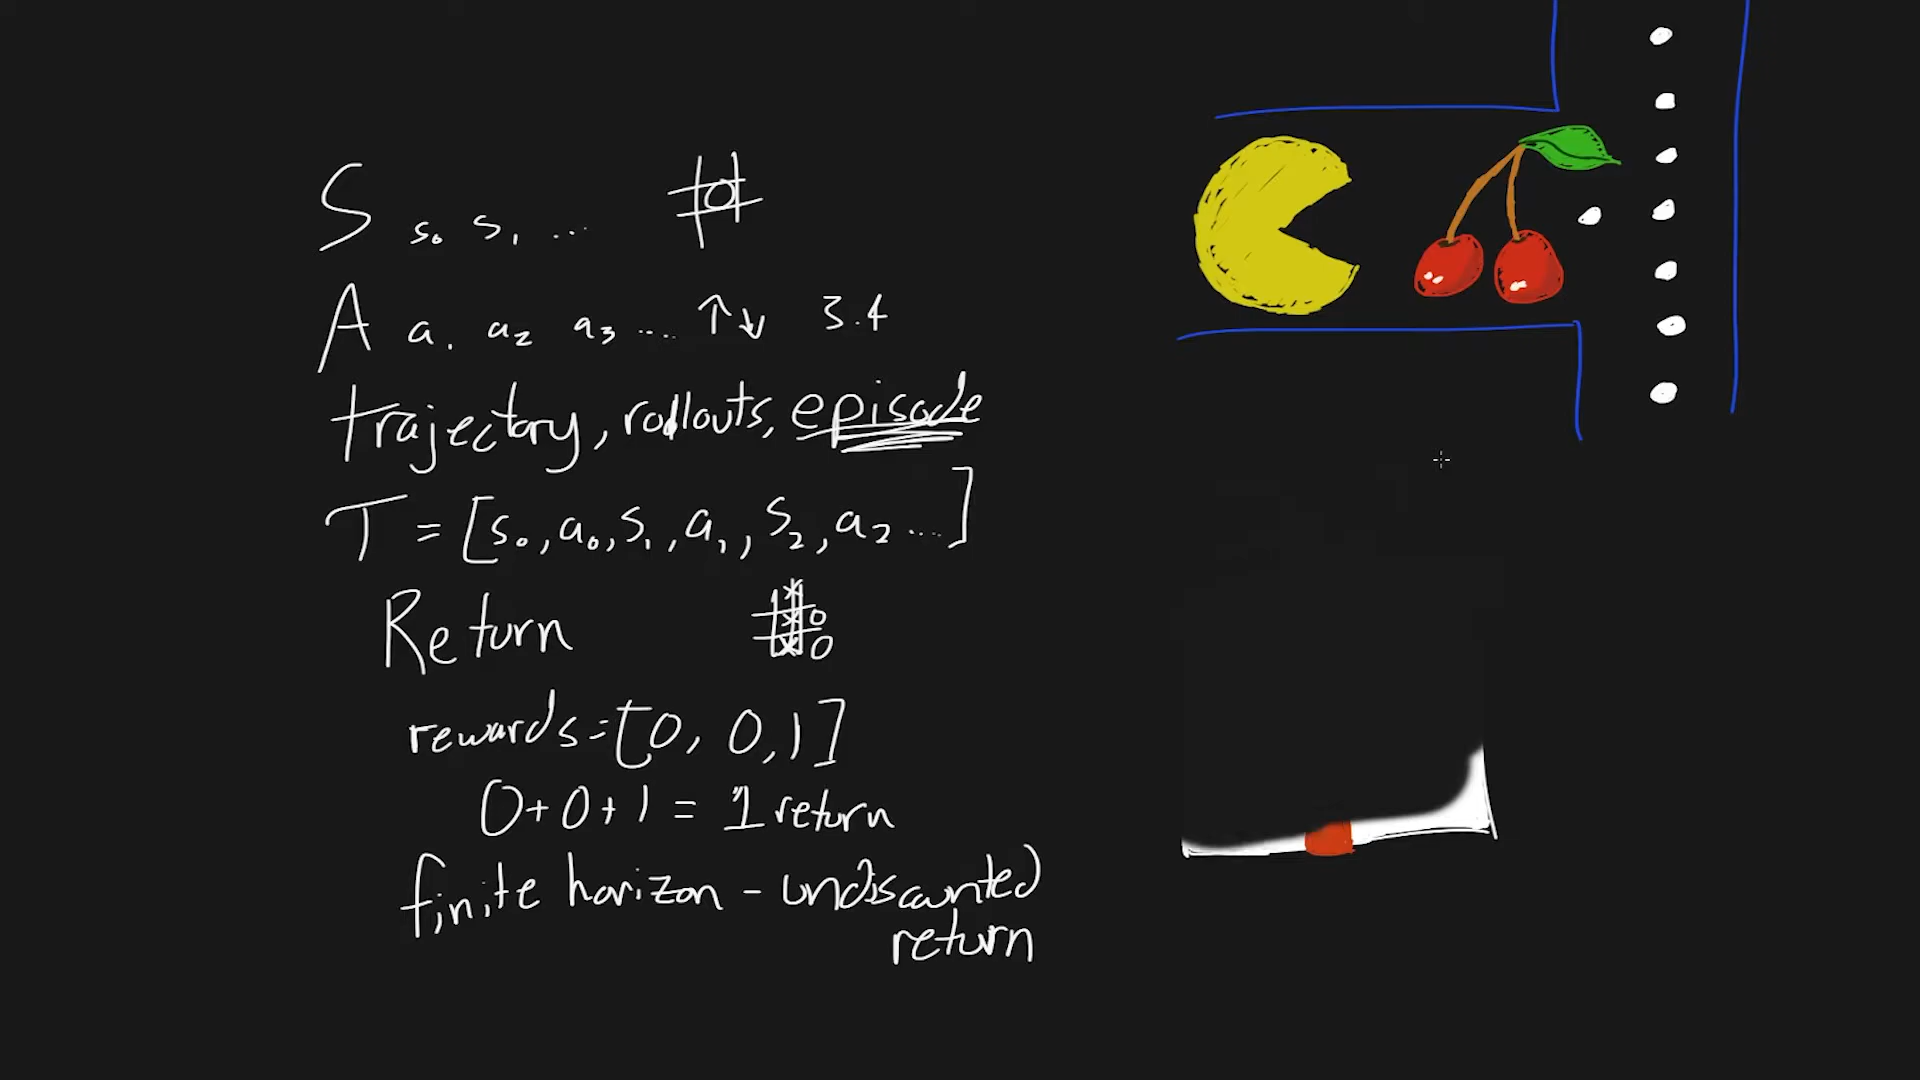 S s₀ s₁ ...
A a₁ a₂ a₃ .... ↑↓ 3.4
trajectory, rollouts, episode
T = [s₀, a₀, s₁, a₁, s₂, a₂ ...]
Return
rewards = [0, 0, 1]
0 + 0 + 1 = 1 return
finite horizon - undiscounted
return